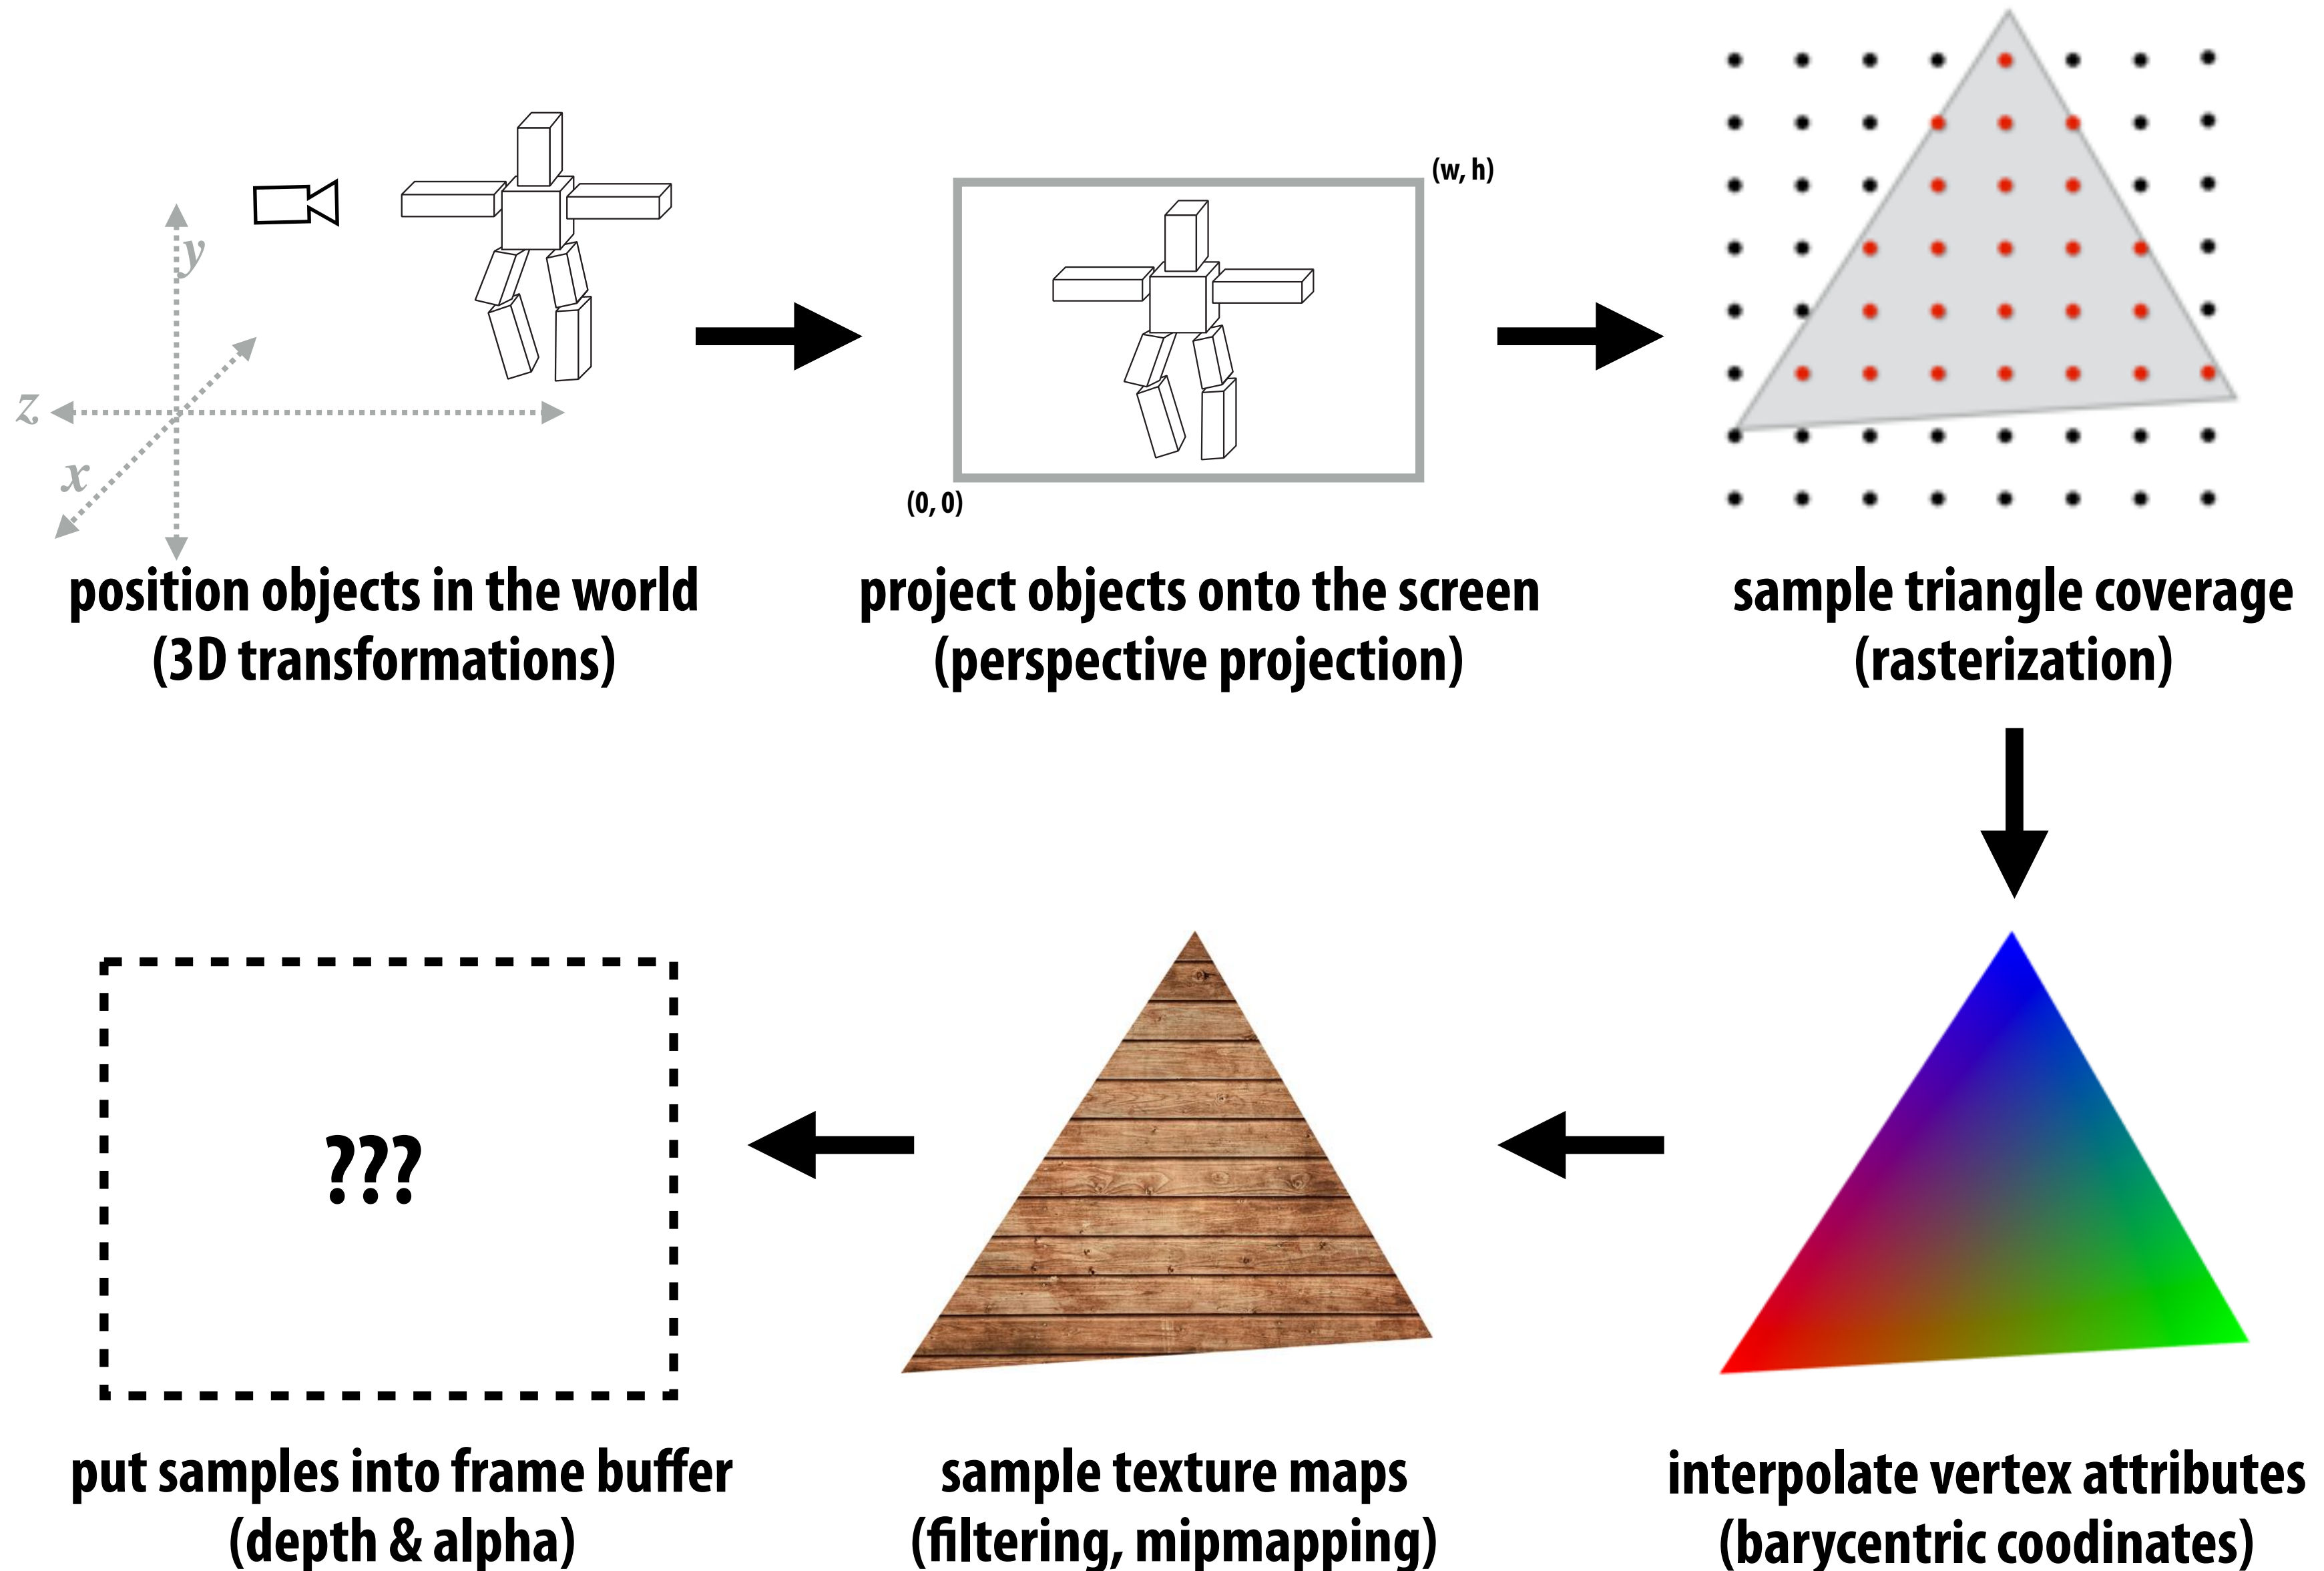 y
z
x
position objects in the world
(3D transformations)
(w, h)
(0, 0)
project objects onto the screen
(perspective projection)
sample triangle coverage
(rasterization)
???
put samples into frame buffer
(depth & alpha)
sample texture maps
(filtering, mipmapping)
interpolate vertex attributes
(barycentric coodinates)